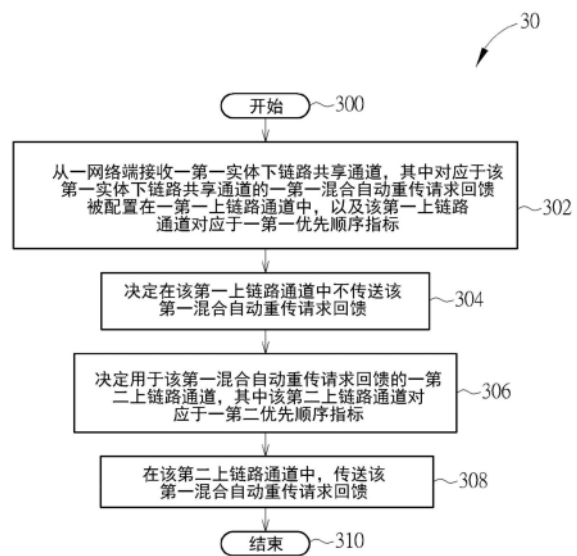 30
开始
300
从一网络端接收一第一实体下链路共享通道，其中对应于该
第一实体下链路共享通道的一第一混合自动重传请求回馈
被配置在一第一上链路通道中，以及该第一上链路
通道对应于一第一优先顺序指标
302
决定在该第一上链路通道中不传送该
第一混合自动重传请求回馈
304
决定用于该第一混合自动重传请求回馈的一第
二上链路通道，其中该第二上链路通道对
应于一第二优先顺序指标
306
在该第二上链路通道中，传送该
第一混合自动重传请求回馈
308
结束
310